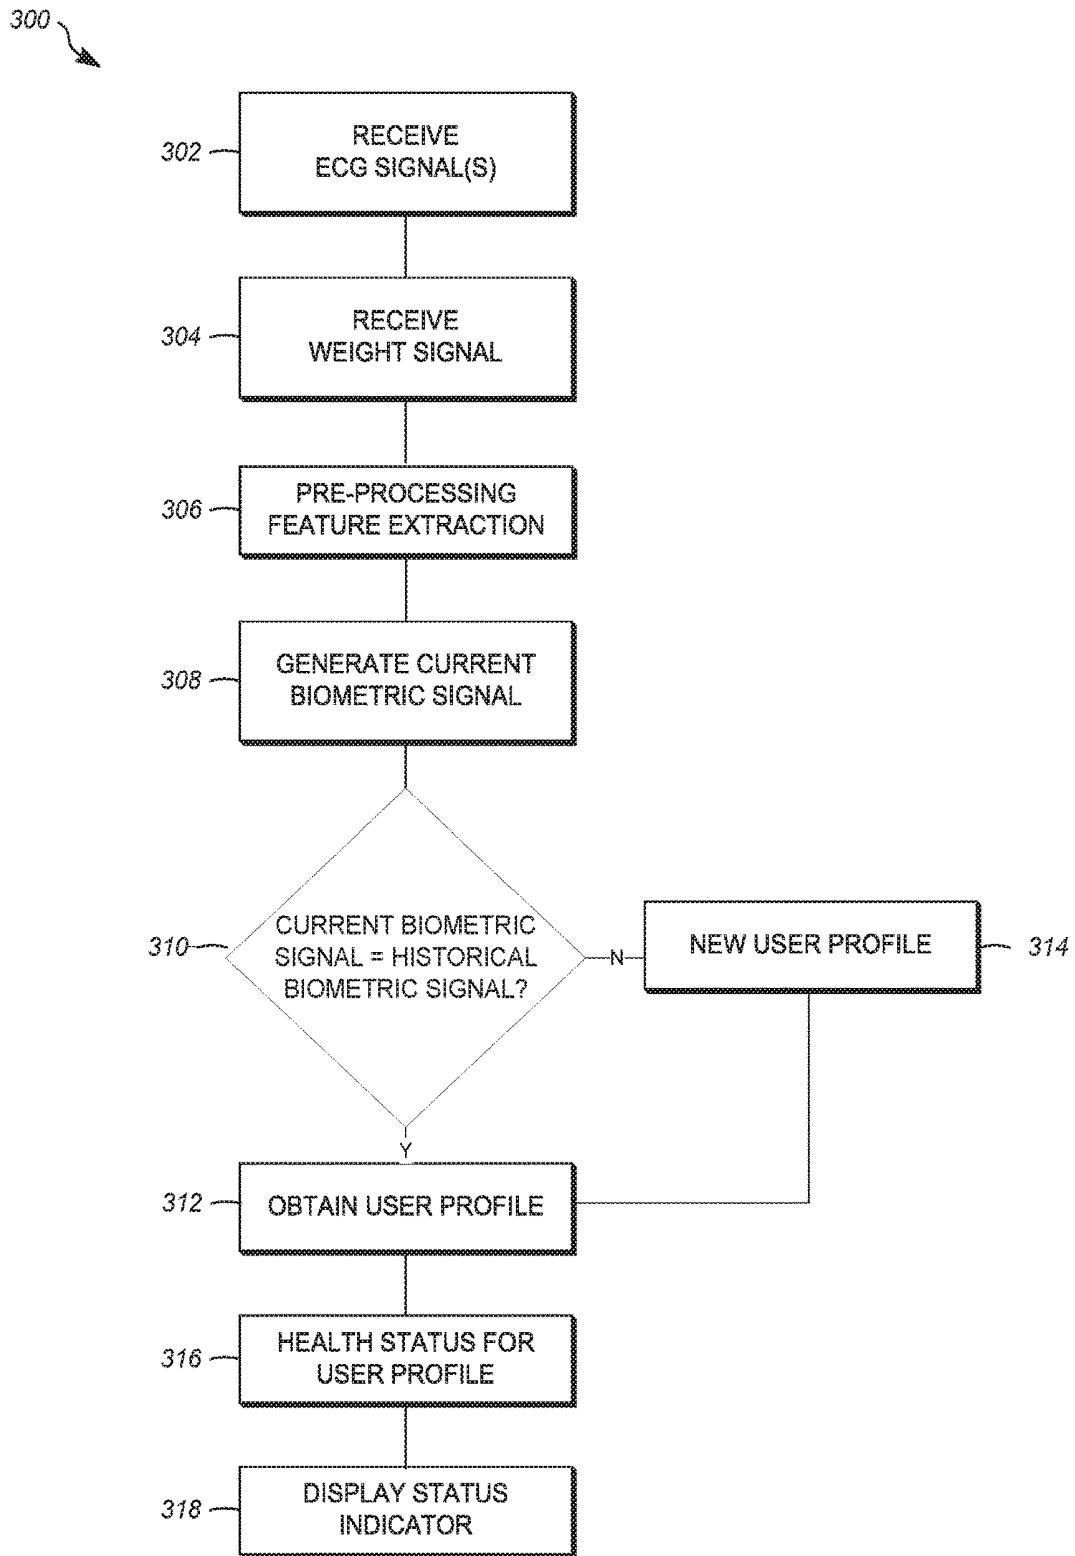 300
302
RECEIVE
ECG SIGNAL(S)
304
RECEIVE
WEIGHT SIGNAL
306
PRE-PROCESSING
FEATURE EXTRACTION
308
GENERATE CURRENT
BIOMETRIC SIGNAL
310
CURRENT BIOMETRIC
SIGNAL = HISTORICAL
BIOMETRIC SIGNAL?
N
NEW USER PROFILE
314
Y
312
OBTAIN USER PROFILE
316
HEALTH STATUS FOR
USER PROFILE
318
DISPLAY STATUS
INDICATOR